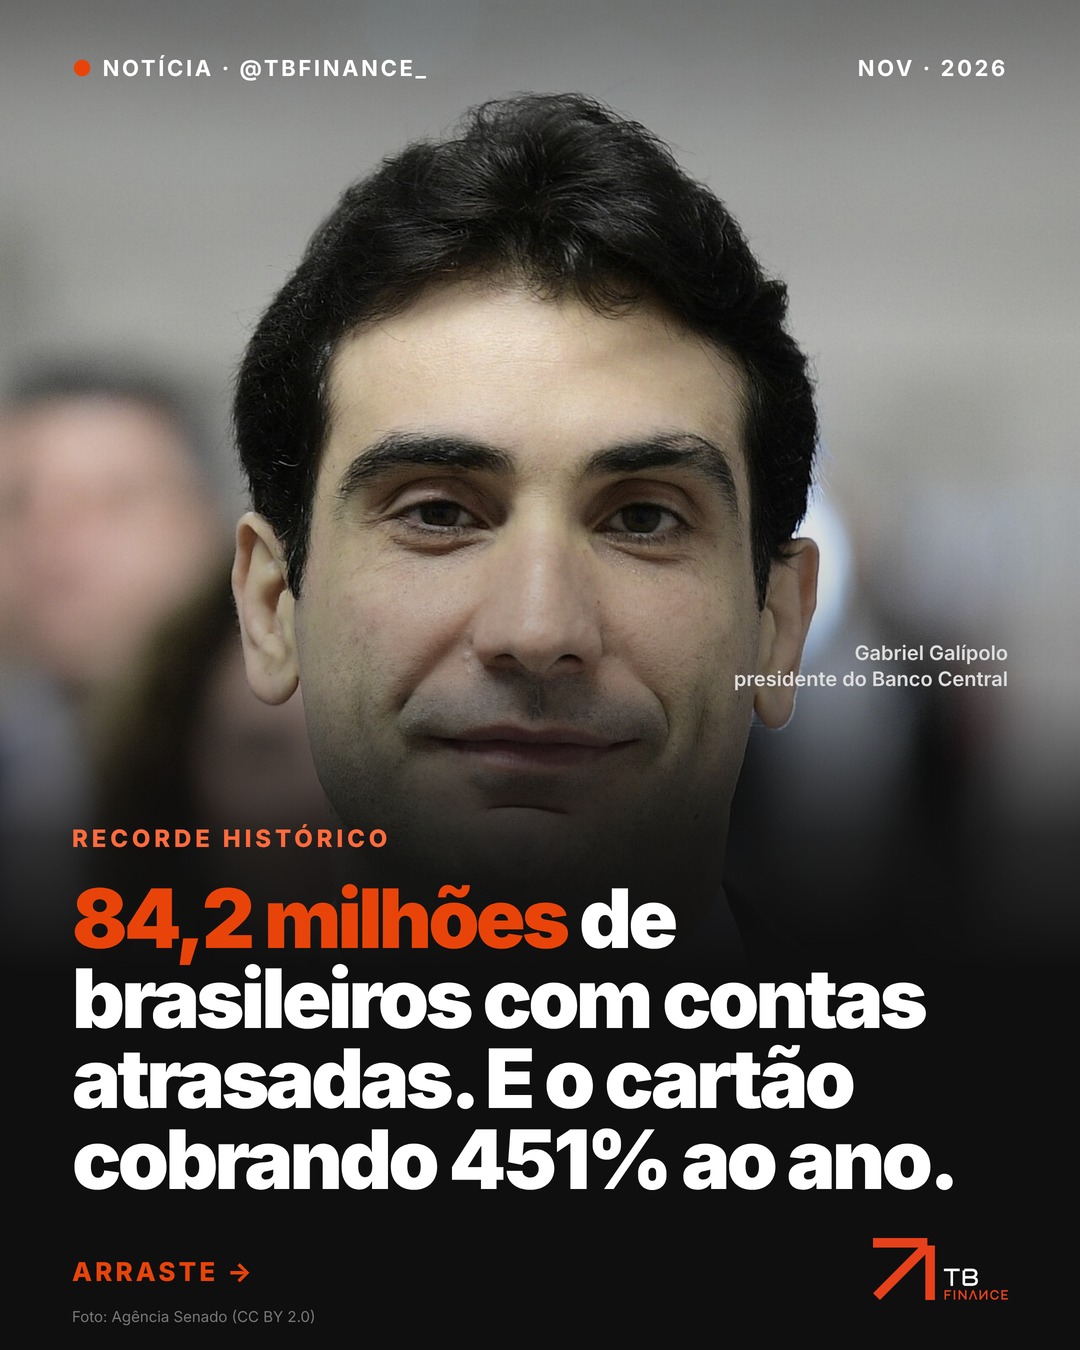 NOTÍCIA · @TBFINANCE_
NOV · 2026
Gabriel Galípolo
presidente do Banco Central
RECORDE HISTÓRICO
84,2 milhões de
brasileiros com contas
atrasadas. E o cartão
cobrando 451% ao ano.
ARRASTE →
TB
FINANCE
Foto: Agência Senado (CC BY 2.0)